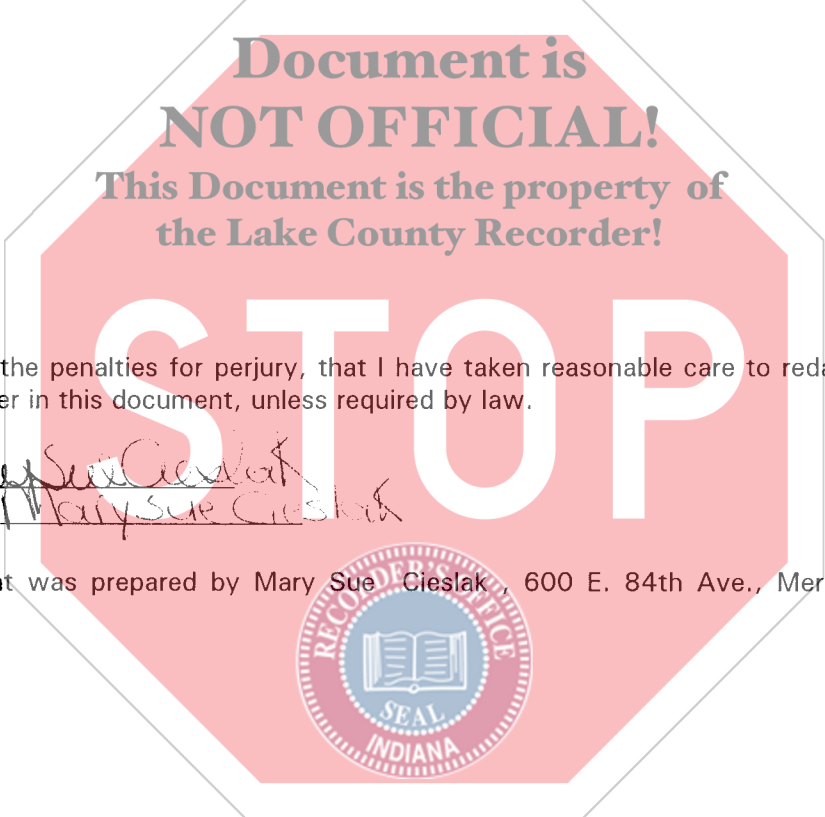 Document is
NOT OFFICIAL!
This Document is the property of
the Lake County Recorder!
STOP
the penalties for perjury, that I have taken reasonable care to reda
er in this document, unless required by law.
Sue Cieslak
Mary Sue Cieslak
t was prepared by Mary Sue Cieslak , 600 E. 84th Ave., Mer
RECORDER'S OFFICE
SEAL
INDIANA